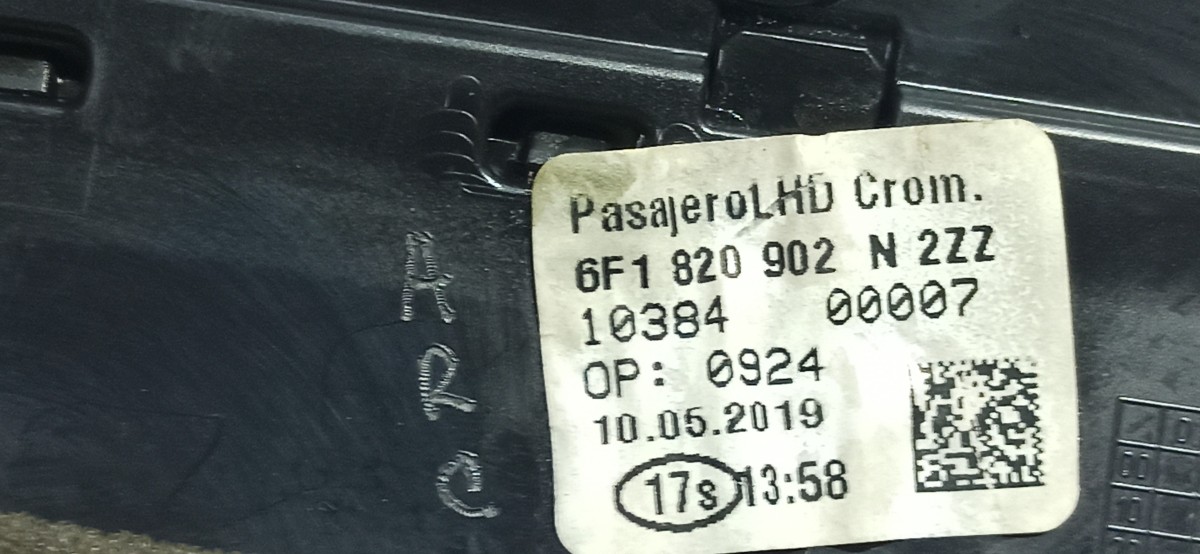 PasajeroLHD Crom.
6F1 820 902 N 2ZZ
10384 00007
OP: 0924
10.05.2019
17s 13:58
A
R
C